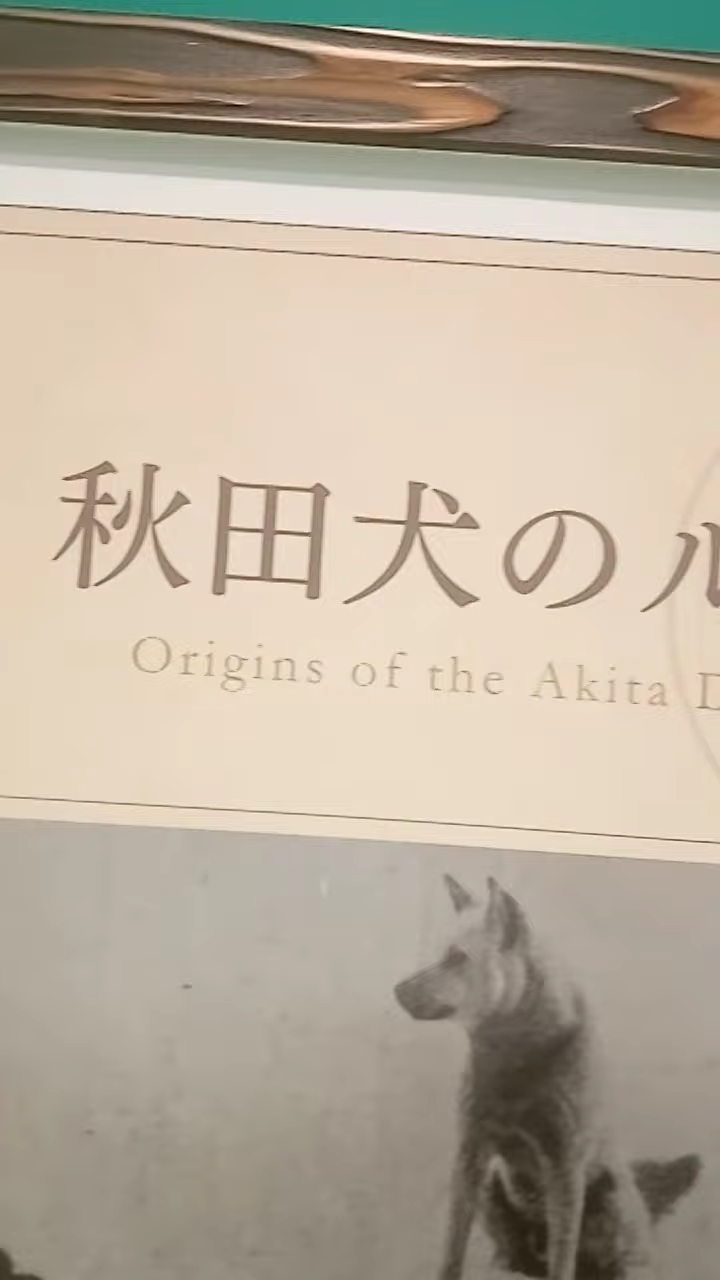 秋田犬の
Origins of the Akita